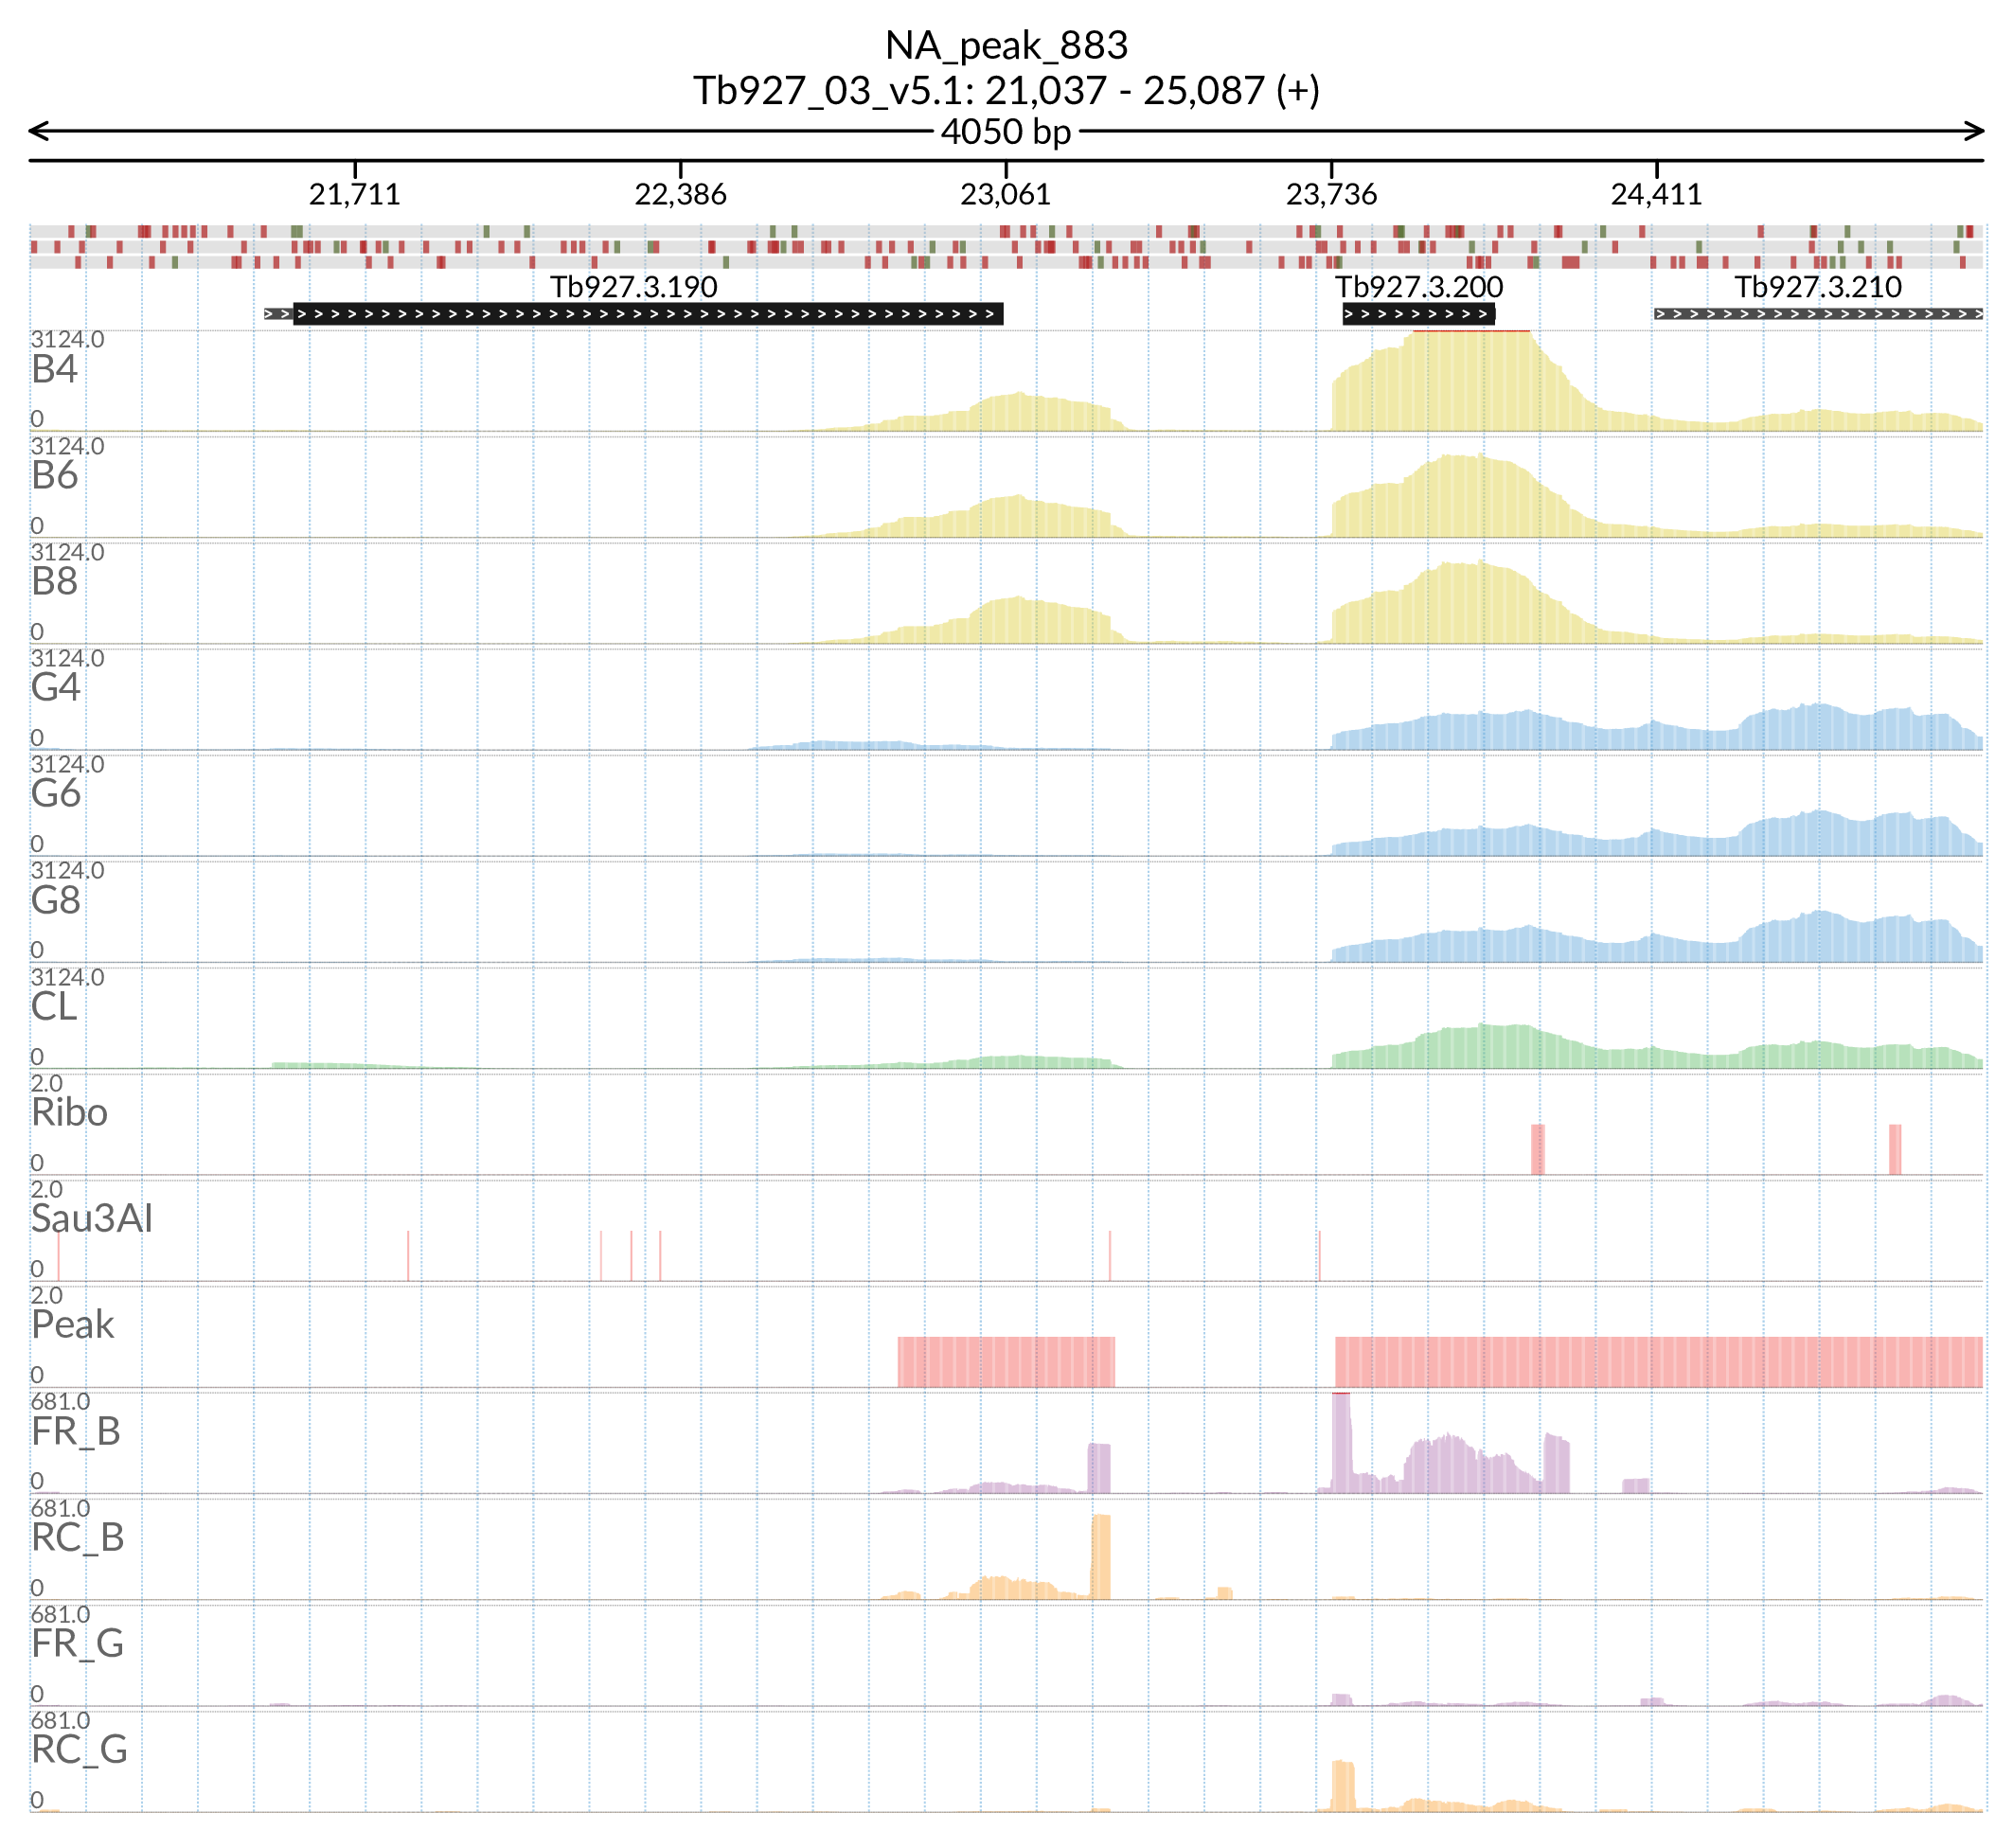 NA_peak_883
Tb927_03_v5.1: 21,037 - 25,087 (+)
4050 bp
21,711 22,386 23,061 23,736 24,411
Tb927.3.190 Tb927.3.200 Tb927.3.210
3124.0
B4
0
3124.0
B6
0
3124.0
B8
0
3124.0
G4
0
3124.0
G6
0
3124.0
G8
0
3124.0
CL
0
2.0
Ribo
0
2.0
Sau3AI
0
2.0
Peak
0
681.0
FR_B
0
681.0
RC_B
0
681.0
FR_G
0
681.0
RC_G
0